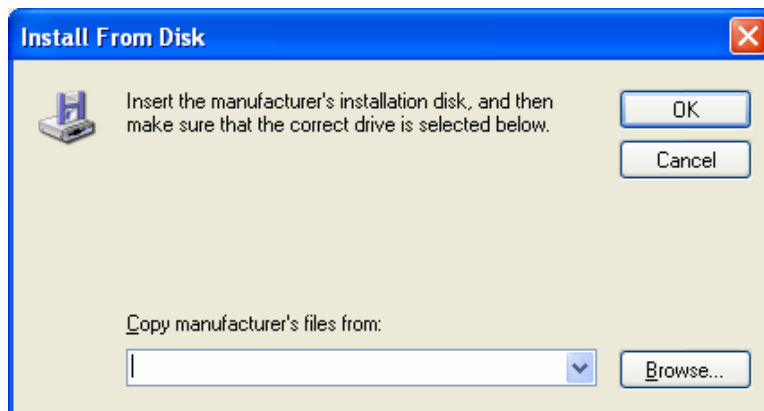 Install From Disk
Insert the manufacturer's installation disk, and then
make sure that the correct drive is selected below.
OK
Cancel
Copy manufacturer's files from:
Browse...